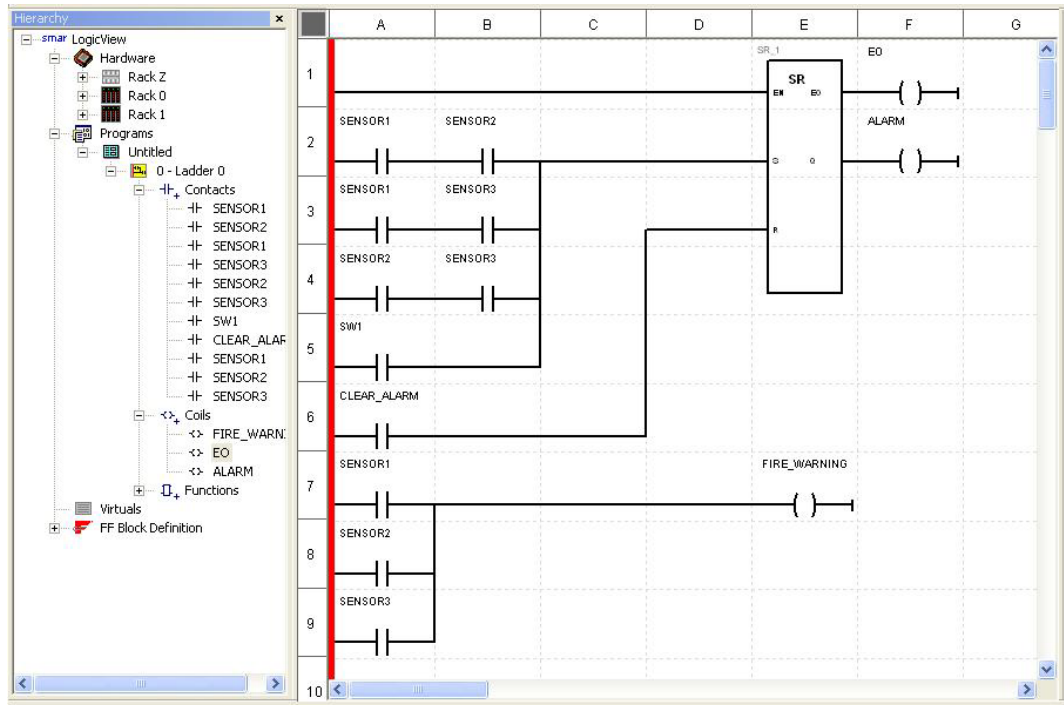 Hierarchy x
smar LogicView
Hardware
Rack Z
Rack 0
Rack 1
Programs
Untitled
0 - Ladder 0
Contacts
SENSOR1
SENSOR2
SENSOR1
SENSOR3
SENSOR2
SENSOR3
SW1
CLEAR_ALAR
SENSOR1
SENSOR2
SENSOR3
Coils
FIRE_WARN
EO
ALARM
Functions
Virtuals
FF Block Definition
A B C D E F G
SR_1 EO
1
SR
EN EO
SENSOR1 SENSOR2 ALARM
2
S Q
SENSOR1 SENSOR3
3
R
SENSOR2 SENSOR3
4
SW1
5
CLEAR_ALARM
6
SENSOR1 FIRE_WARNING
7
SENSOR2
8
SENSOR3
9
10